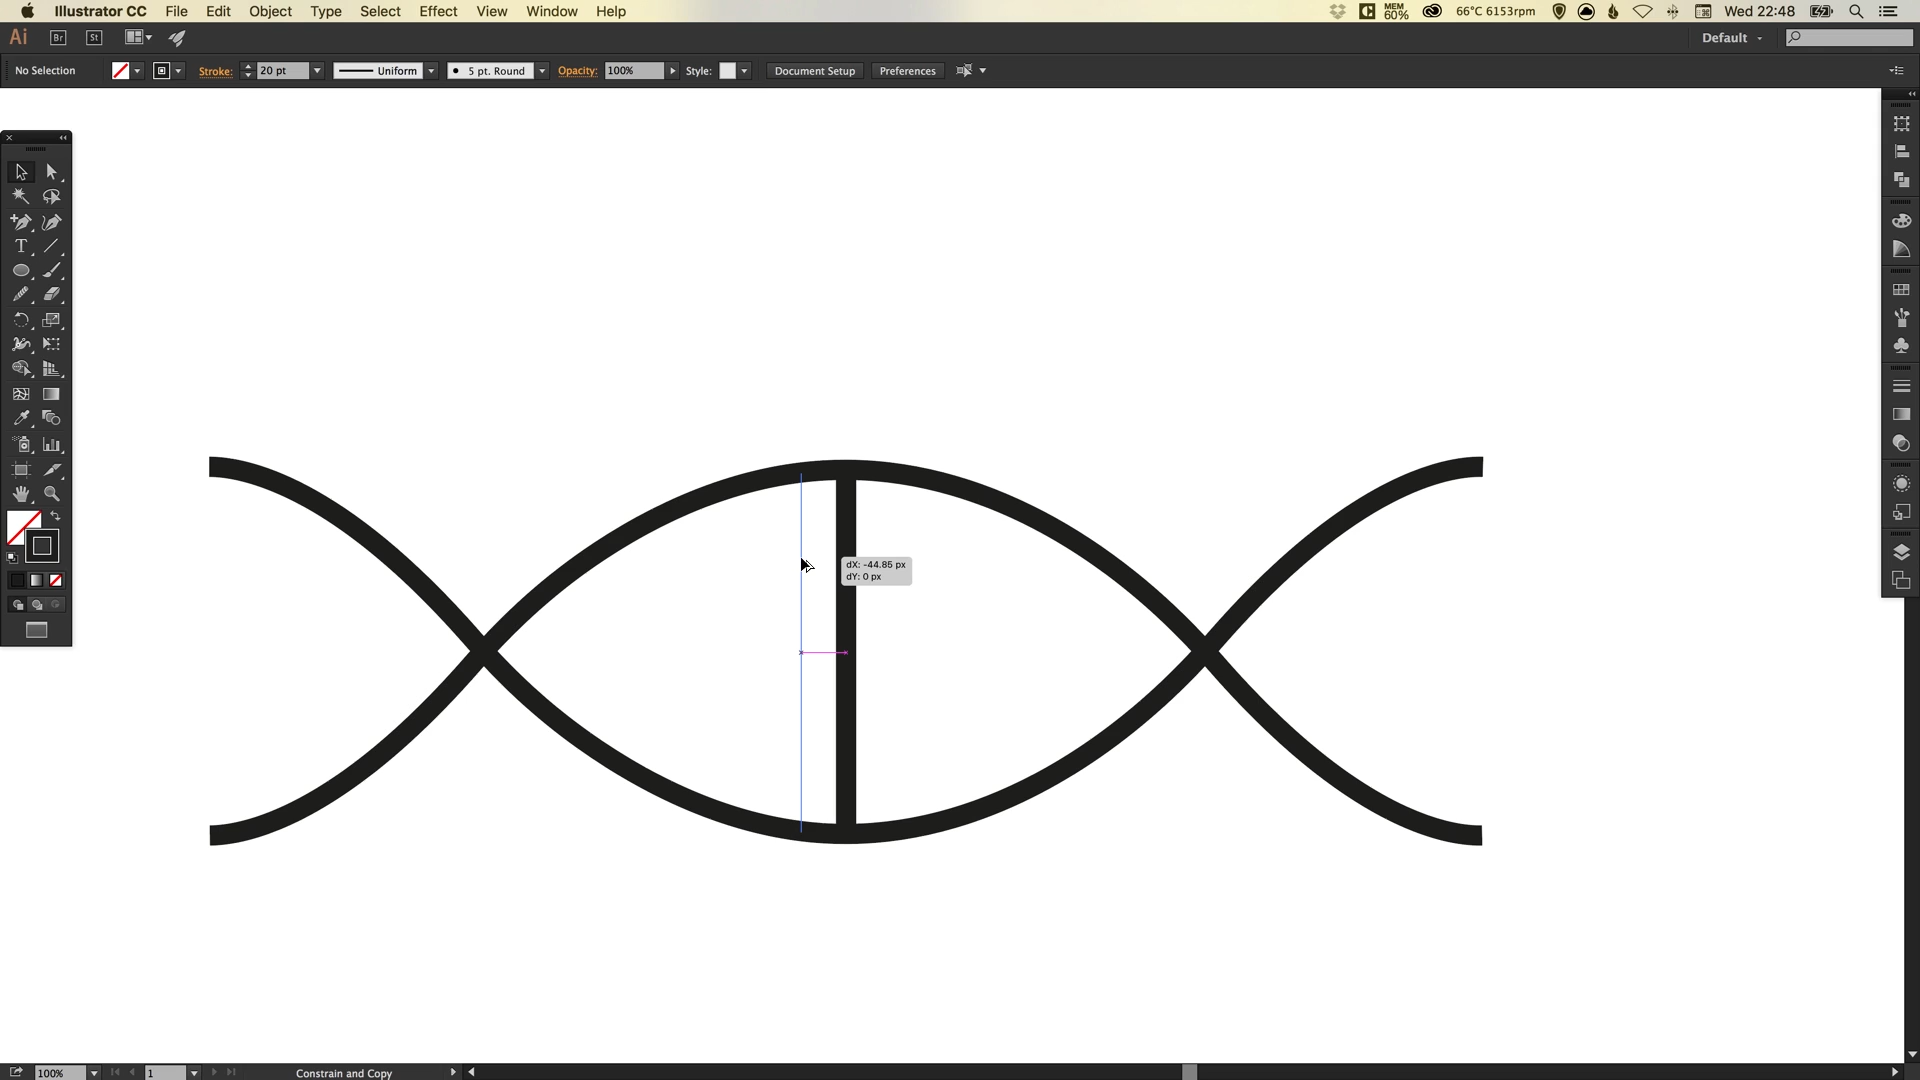 Illustrator CC File Edit Object Type Select Effect View Window Help MEM 60% 66°C 6153rpm Wed 22:48
Ai Br St Default
No Selection Stroke: 20 pt Uniform 5 pt. Round Opacity: 100% Style: Document Setup Preferences
T
dX: -44.85 px
dY: 0 px
100% 1 Constrain and Copy